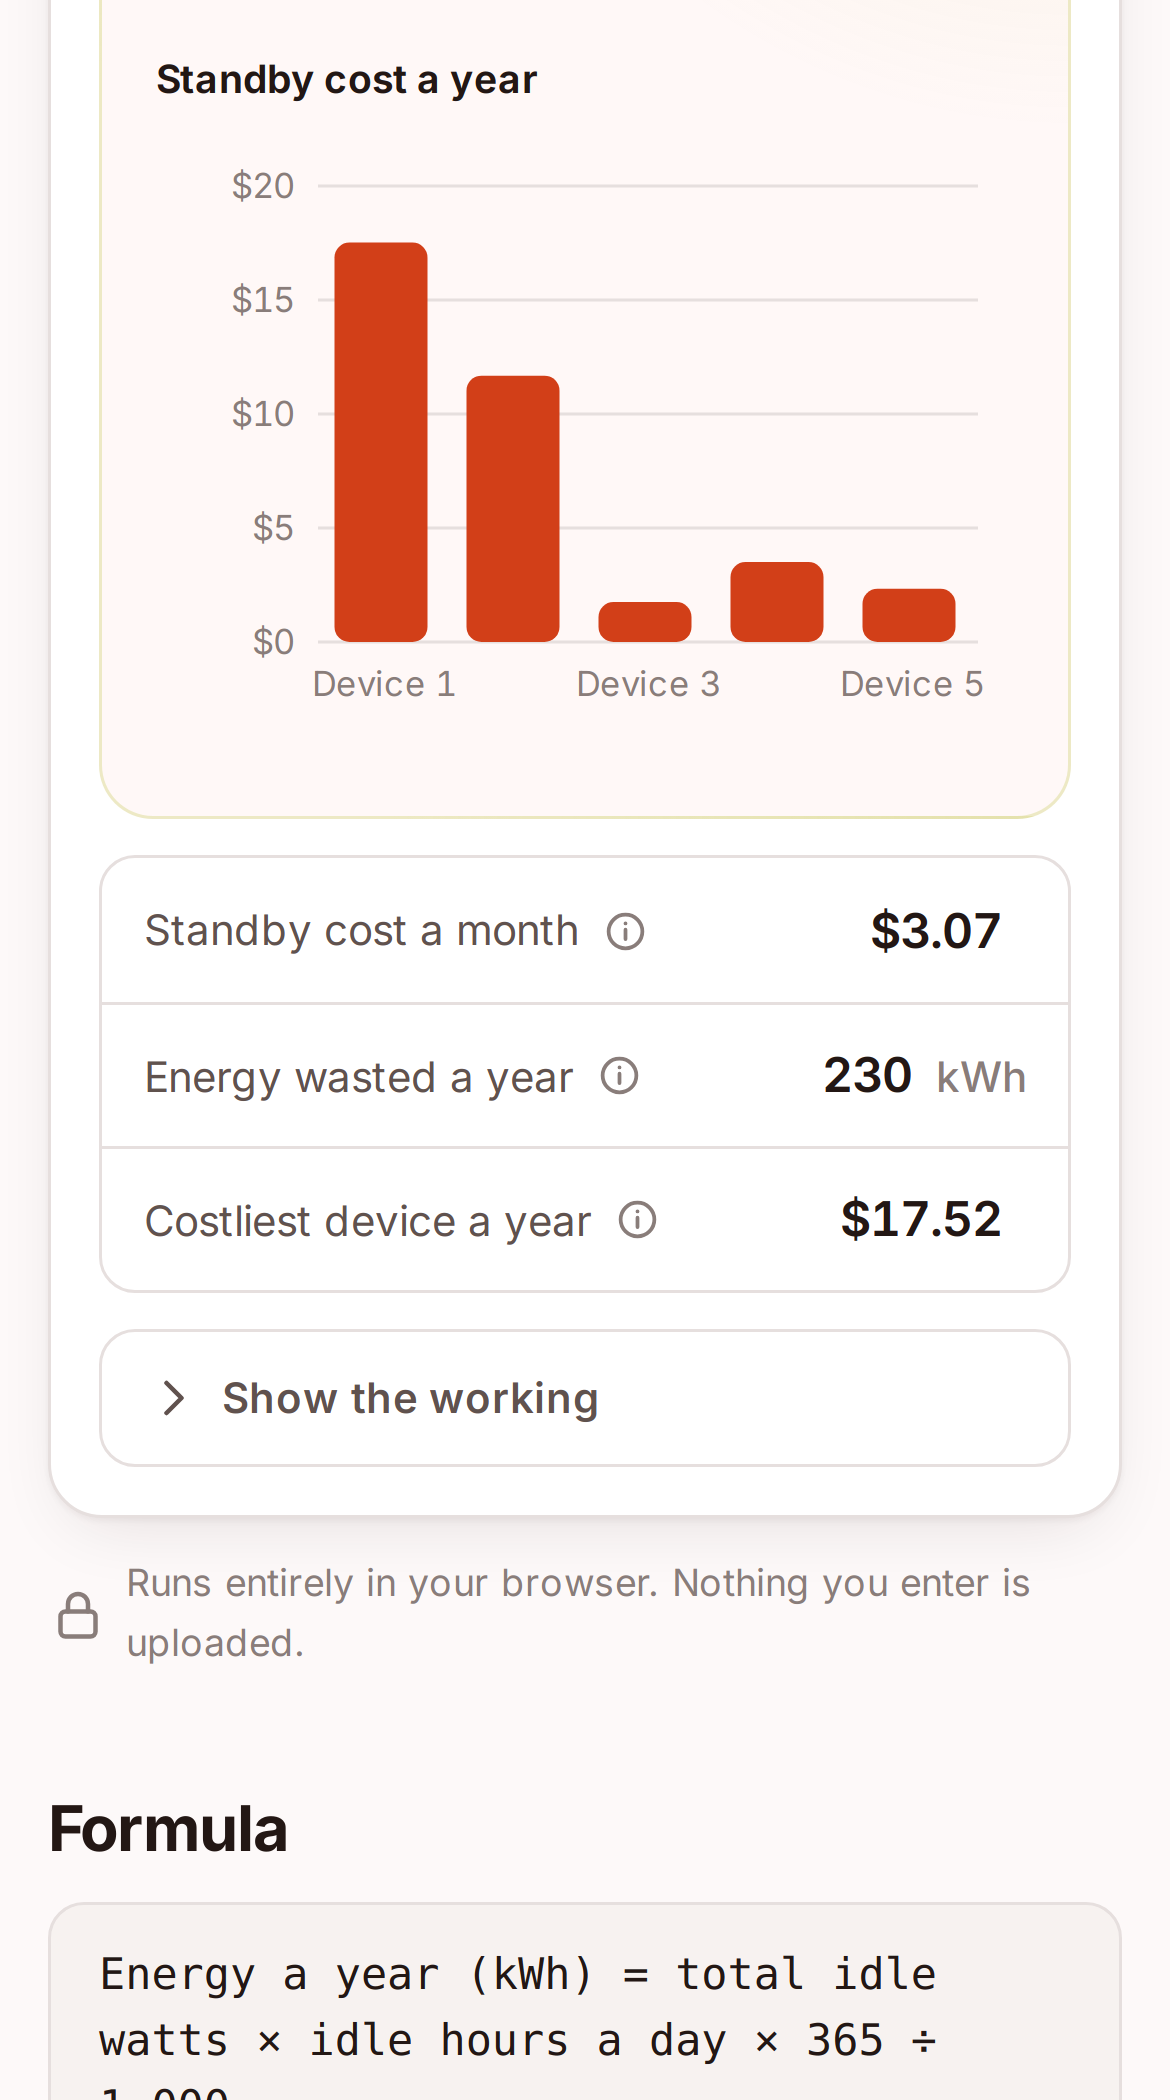 Standby cost a year
$20
$15
$10
$5
$0
Device 1 Device 3 Device 5
Standby cost a month $3.07
Energy wasted a year 230 kWh
Costliest device a year $17.52
Show the working
Runs entirely in your browser. Nothing you enter is
uploaded.
Formula
Energy a year (kWh) = total idle
watts × idle hours a day × 365 ÷